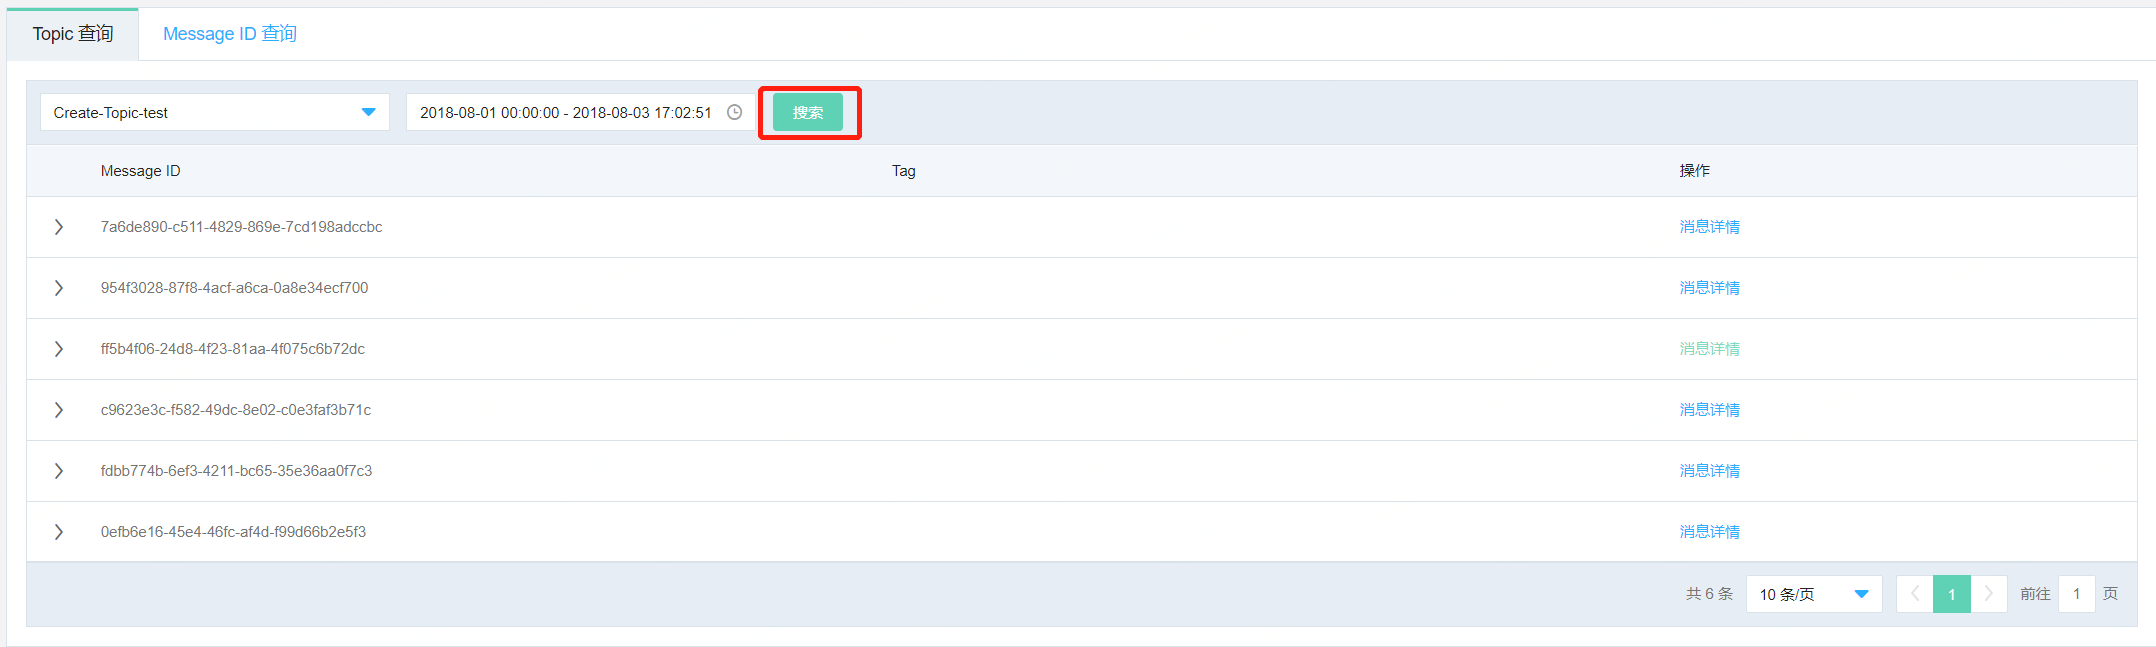 Topic 查询 Message ID 查询
Create-Topic-test 2018-08-01 00:00:00 - 2018-08-03 17:02:51 搜索
Message ID Tag 操作
7a6de890-c511-4829-869e-7cd198adccbc 消息详情
954f3028-87f8-4acf-a6ca-0a8e34ecf700 消息详情
ff5b4f06-24d8-4f23-81aa-4f075c6b72dc 消息详情
c9623e3c-f582-49dc-8e02-c0e3faf3b71c 消息详情
fdbb774b-6ef3-4211-bc65-35e36aa0f7c3 消息详情
0efb6e16-45e4-46fc-af4d-f99d66b2e5f3 消息详情
共 6 条 10 条/页 1 前往 1 页